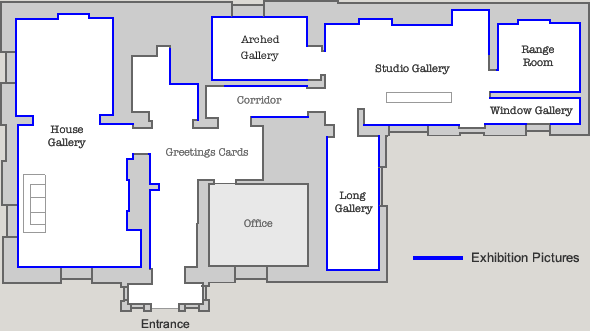 Arched
Gallery
Range
Room
Studio Gallery
Corridor
Window Gallery
House
Gallery
Greetings Cards
Long
Gallery
Office
Exhibition Pictures
Entrance